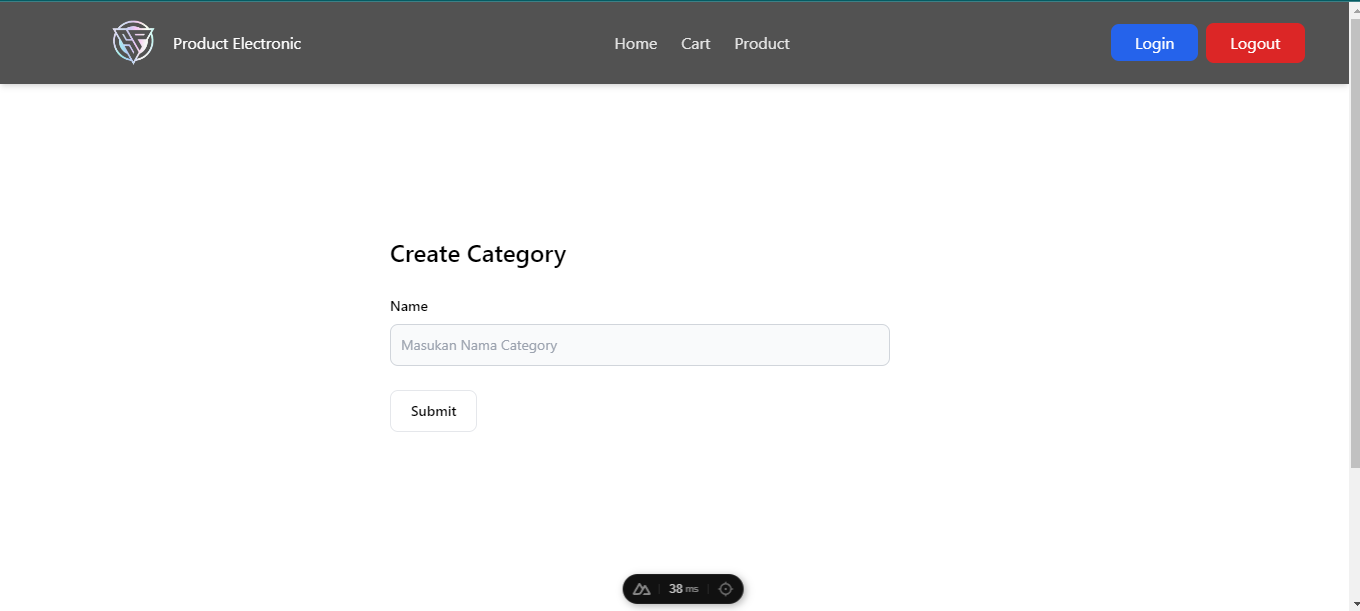 Product Electronic
Home Cart Product
Login Logout
Create Category
Name
Masukan Nama Category
Submit
38 ms